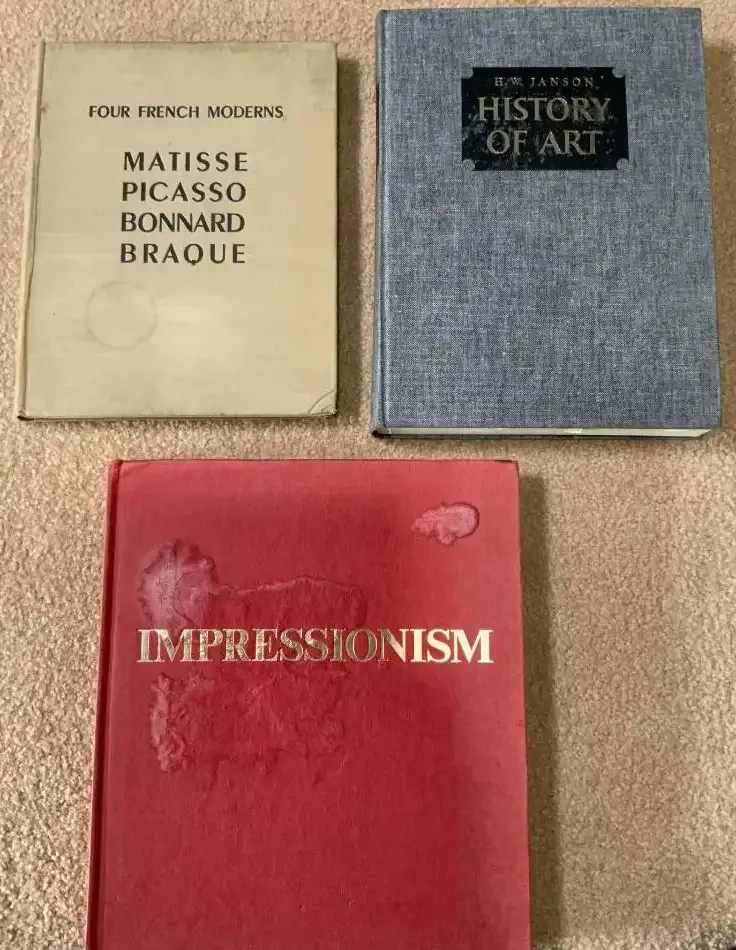 FOUR FRENCH MODERNS
MATISSE
PICASSO
BONNARD
BRAQUE
H. W. JANSON
HISTORY
OF ART
IMPRESSIONISM